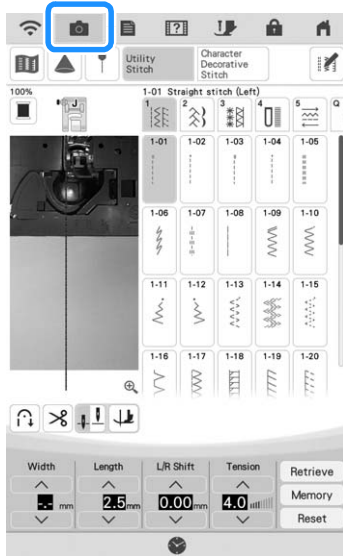 Utility Stitch
Character Decorative Stitch
100%
J
1-01 Straight stitch (Left)
1 2 3 4 5 Q
1-01 1-02 1-03 1-04 1-05
1-06 1-07 1-08 1-09 1-10
1-11 1-12 1-13 1-14 1-15
1-16 1-17 1-18 1-19 1-20
Width Length L/R Shift Tension
Retrieve
-.- mm 2.5 mm 0.00 mm 4.0
Memory
Reset